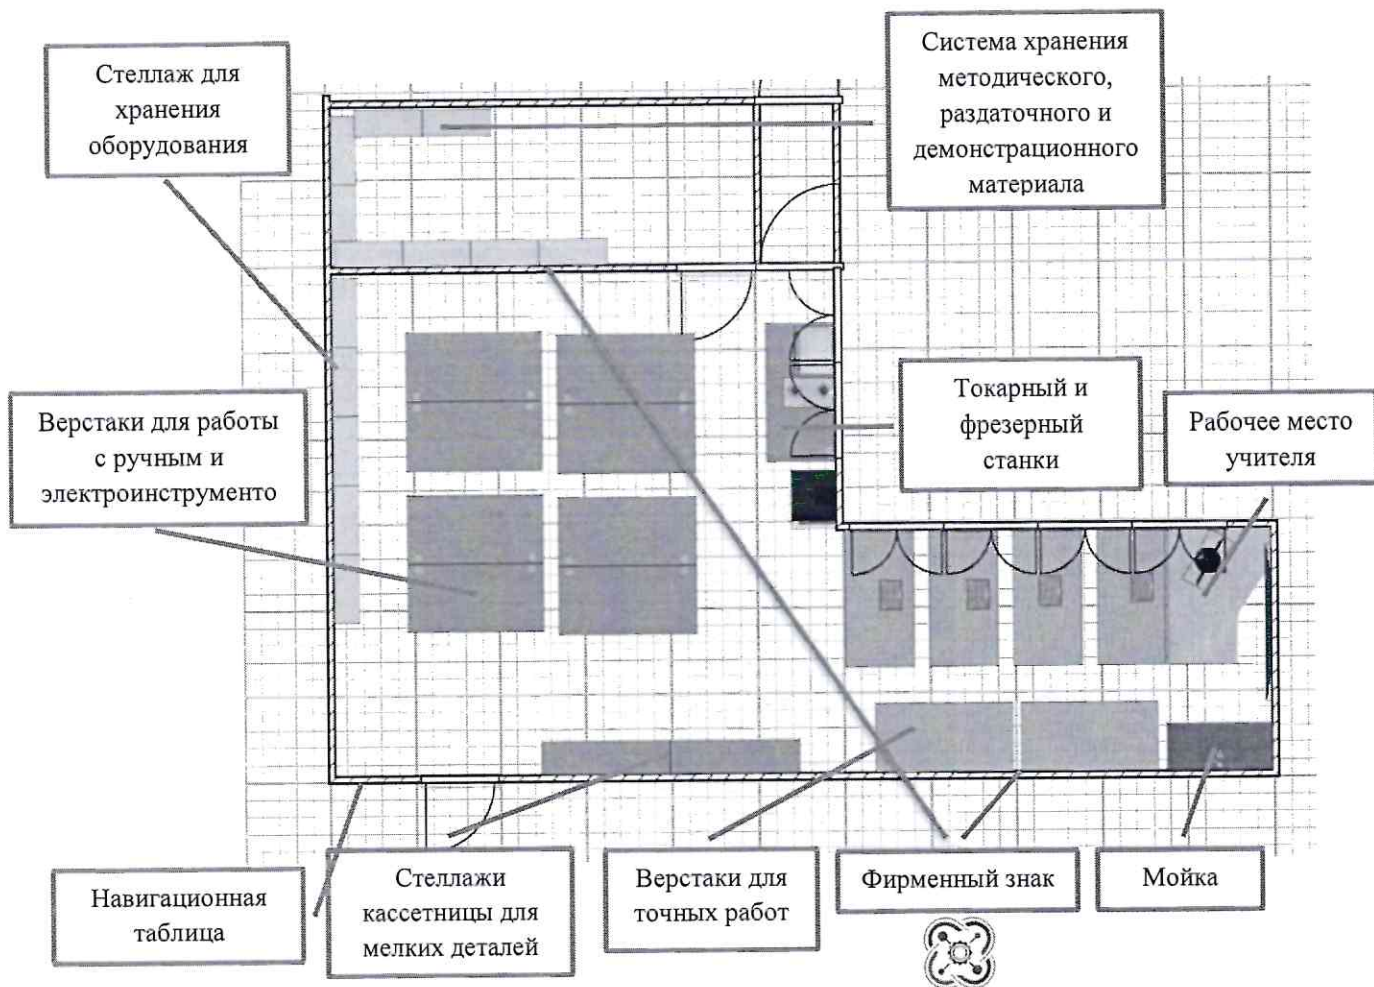 Стеллаж для
хранения
оборудования
Система хранения
методического,
раздаточного и
демонстрационного
материала
Верстаки для работы
с ручным и
электроинструменто
Токарный и
фрезерный
станки
Рабочее место
учителя
Навигационная
таблица
Стеллажи
кассетницы для
мелких деталей
Верстаки для
точных работ
Фирменный знак
Мойка